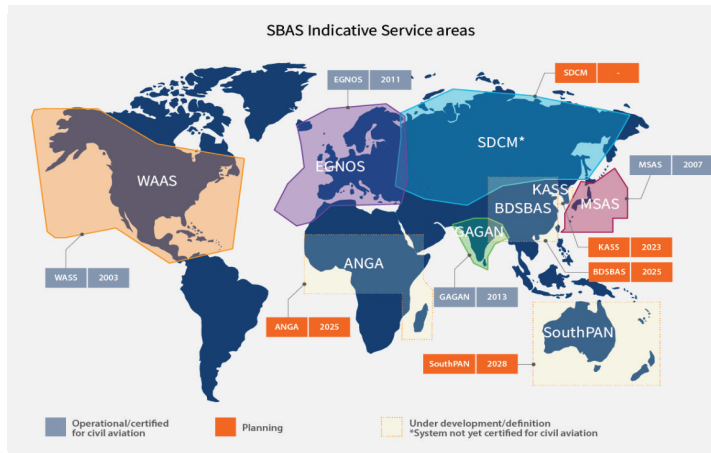 SBAS Indicative Service areas
SDCM -
EGNOS 2011
SDCM*
MSAS 2007
WAAS
EGNOS
KASS
BDSBAS
MSAS
GAGAN
KASS 2023
ANGA
BDSBAS 2025
WASS 2003
GAGAN 2013
ANGA 2025
SouthPAN
SouthPAN 2028
Operational/certified
for civil aviation
Planning
Under development/definition
*System not yet certified for civil aviation